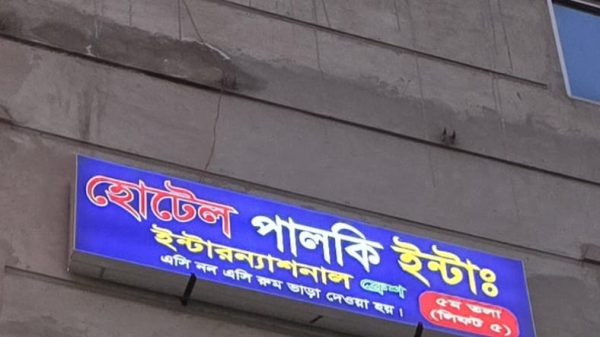 হোটেল পালকি ইন্টাঃ
ইন্টারন্যাশনাল ক্লেশ
এসি নন এসি রুম ভাড়া দেওয়া হয়।
৫ম তলা
(লিফট ৫)